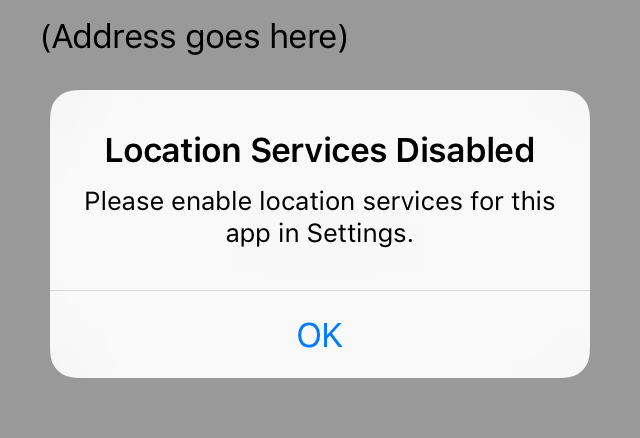 (Address goes here)
Location Services Disabled
Please enable location services for this
app in Settings.
OK